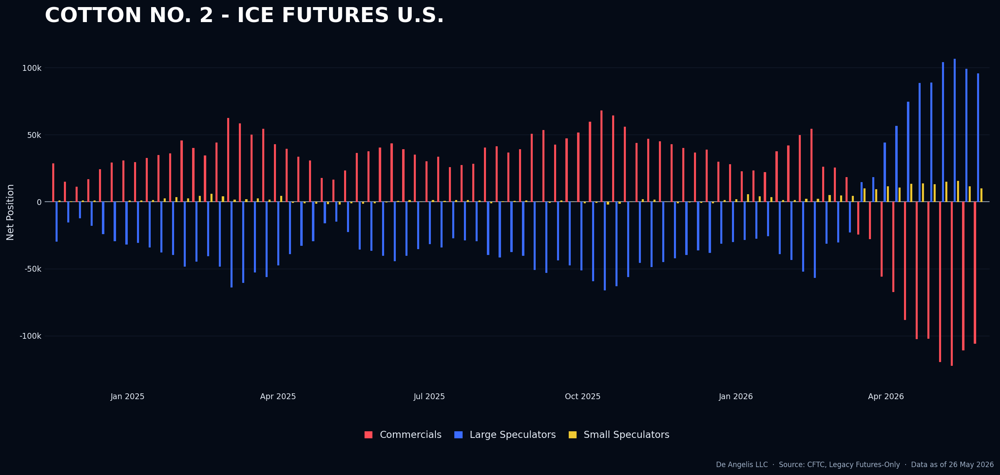 COTTON NO. 2 - ICE FUTURES U.S.
Net Position
100k
50k
0
-50k
-100k
Jan 2025 Apr 2025 Jul 2025 Oct 2025 Jan 2026 Apr 2026
Commercials Large Speculators Small Speculators
De Angelis LLC · Source: CFTC, Legacy Futures-Only · Data as of 26 May 2026